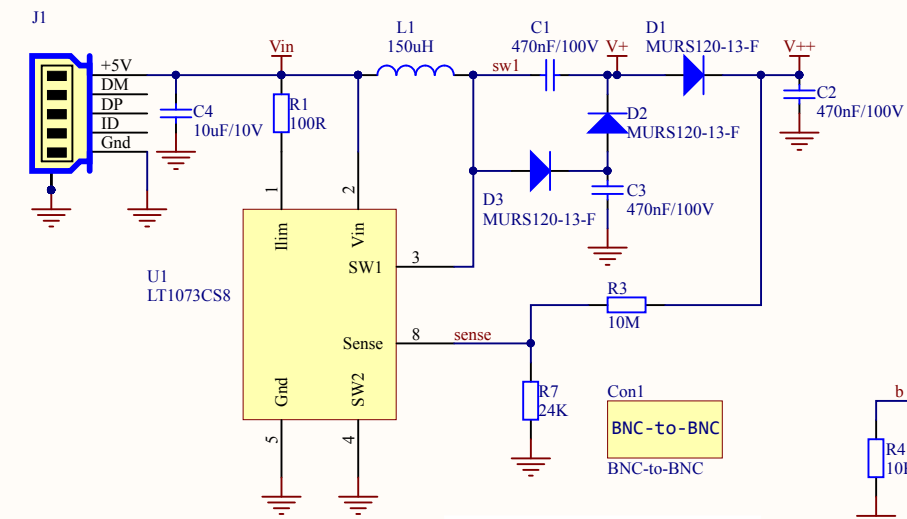 J1
+5V
DM
DP
ID
Gnd
C4
10uF/10V
Vin
R1
100R
L1
150uH
sw1
C1
470nF/100V
V+
D1
MURS120-13-F
V++
C2
470nF/100V
D2
MURS120-13-F
D3
MURS120-13-F
C3
470nF/100V
1
2
Ilim
Vin
SW1
3
U1
LT1073CS8
Sense
8
sense
Gnd
SW2
5
4
R3
10M
R7
24K
Con1
BNC-to-BNC
BNC-to-BNC
b
R4